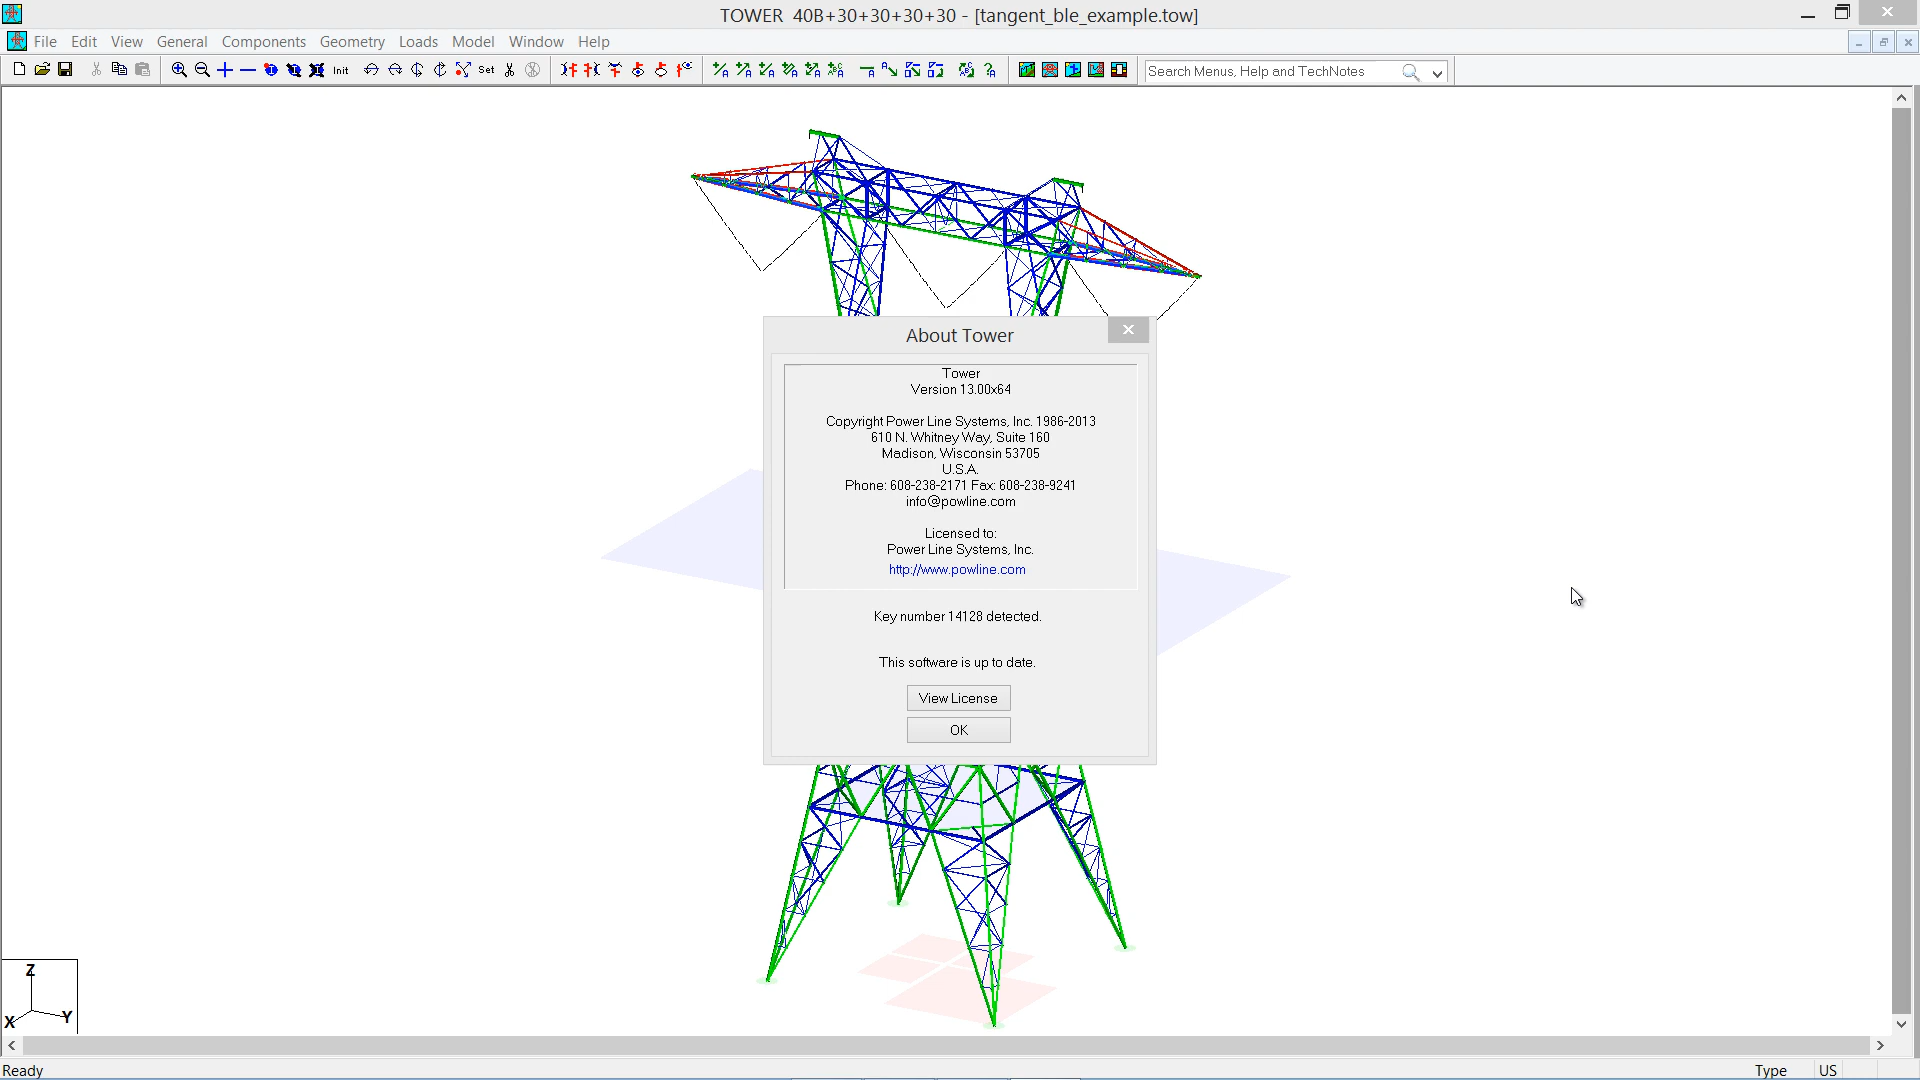 TOWER 40B+30+30+30+30 - [tangent_ble_example.tow]
File Edit View General Components Geometry Loads Model Window Help
Init
Set
Search Menus, Help and TechNotes
About Tower
Tower
Version 13.00x64
Copyright Power Line Systems, Inc. 1986-2013
610 N. Whitney Way, Suite 160
Madison, Wisconsin 53705
U.S.A.
Phone: 608-238-2171 Fax: 608-238-9241
info@powline.com
Licensed to:
Power Line Systems, Inc.
http://www.powline.com
Key number 14128 detected.
This software is up to date.
View License
OK
Z
X
Y
Ready
Type US